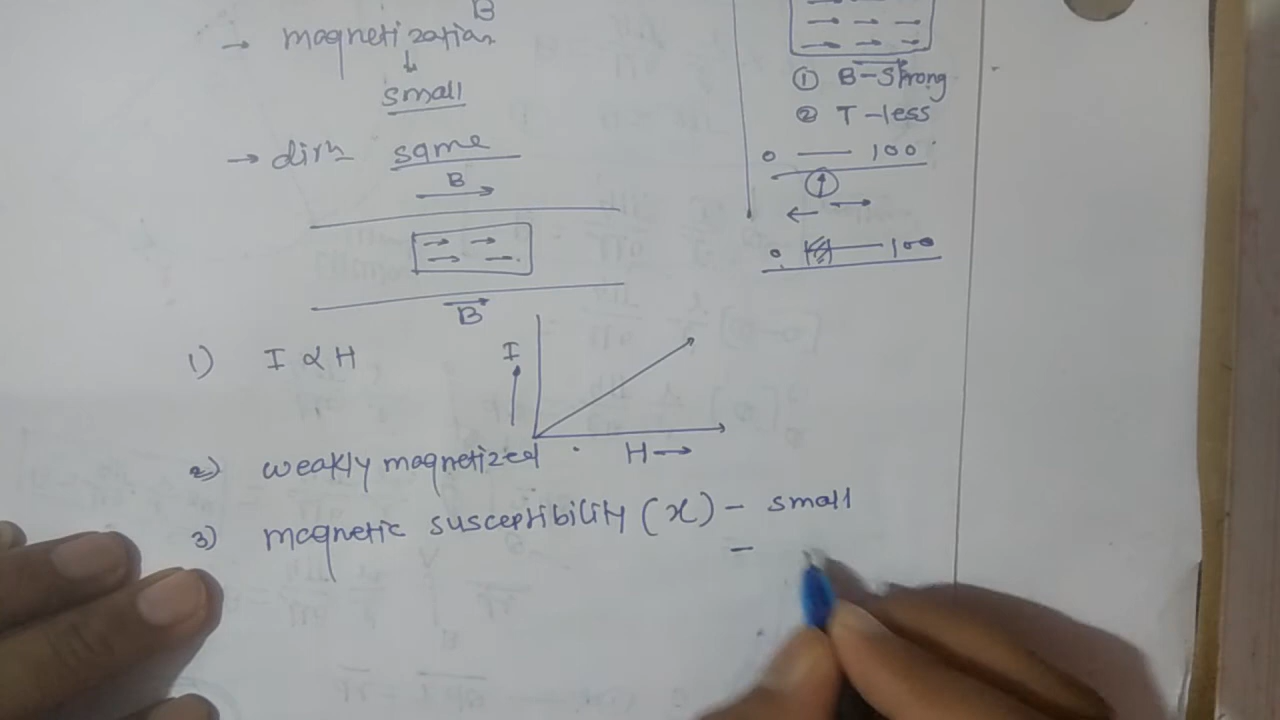 B
→ magnetization
↓
small
→ dirn same
B
B
1) I ∝ H
I
H →
2) weakly magnetized
3) magnetic susceptibility (χ) - small
-
① B - Strong
② T - less
0 — 100
0 — 100